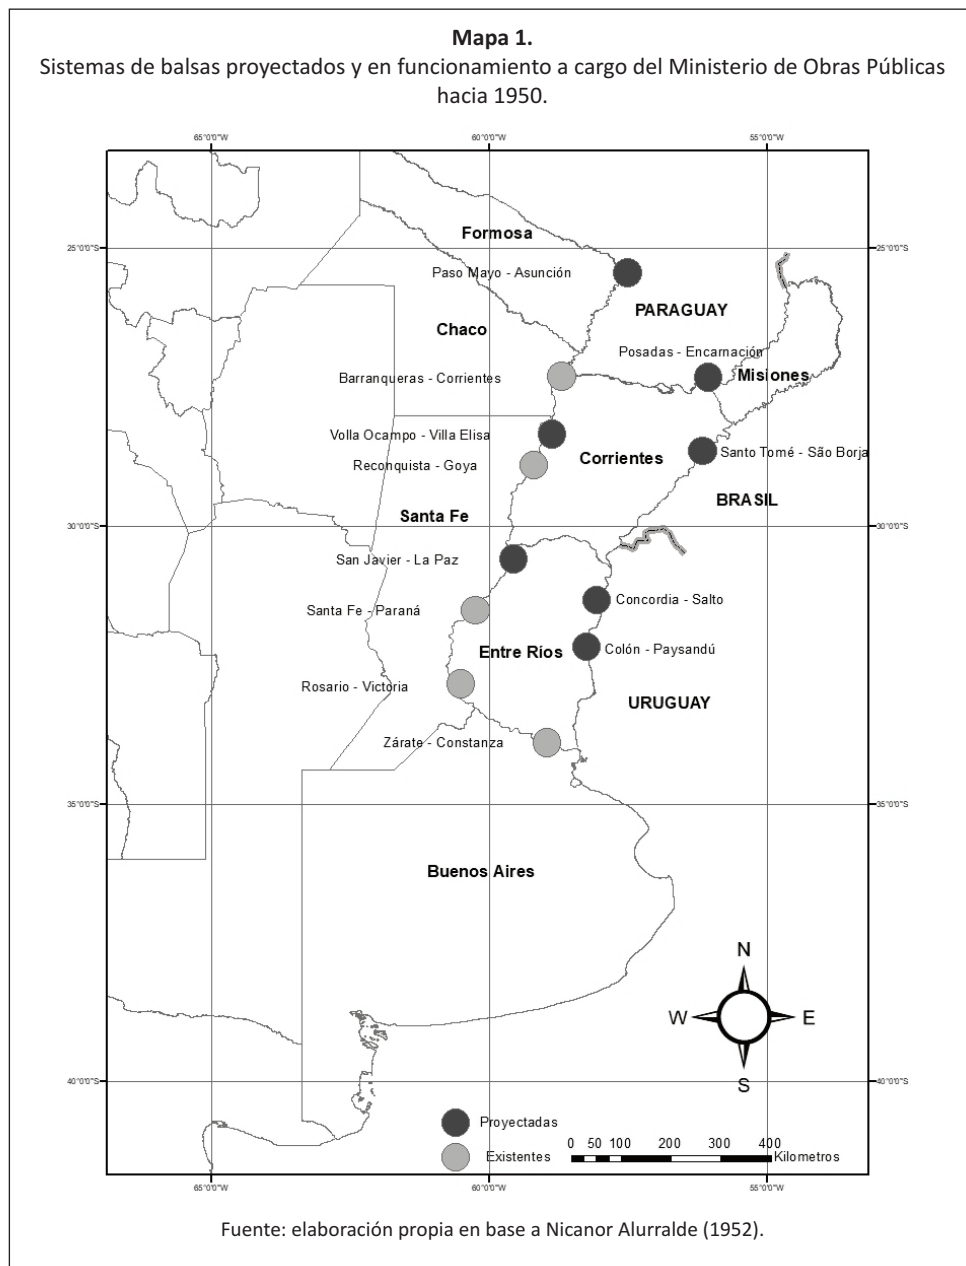 Mapa 1.
Sistemas de balsas proyectados y en funcionamiento a cargo del Ministerio de Obras Públicas
hacia 1950.
65°0'0"W 60°0'0"W 55°0'0"W
Formosa
25°0'0"S 25°0'0"S
Paso Mayo - Asunción
PARAGUAY
Chaco
Posadas - Encarnación
Barranqueras - Corrientes
Misiones
Volla Ocampo - Villa Elisa
Santo Tomé - São Borja
Reconquista - Goya
Corrientes
BRASIL
Santa Fe
30°0'0"S 30°0'0"S
San Javier - La Paz
Concordia - Salto
Santa Fe - Paraná
Entre Ríos
Colón - Paysandú
Rosario - Victoria
URUGUAY
Zárate - Constanza
35°0'0"S 35°0'0"S
Buenos Aires
N
W E
S
40°0'0"S 40°0'0"S
Proyectadas
Existentes
0 50 100 200 300 400
Kilometros
65°0'0"W 60°0'0"W 55°0'0"W
Fuente: elaboración propia en base a Nicanor Alurralde (1952).